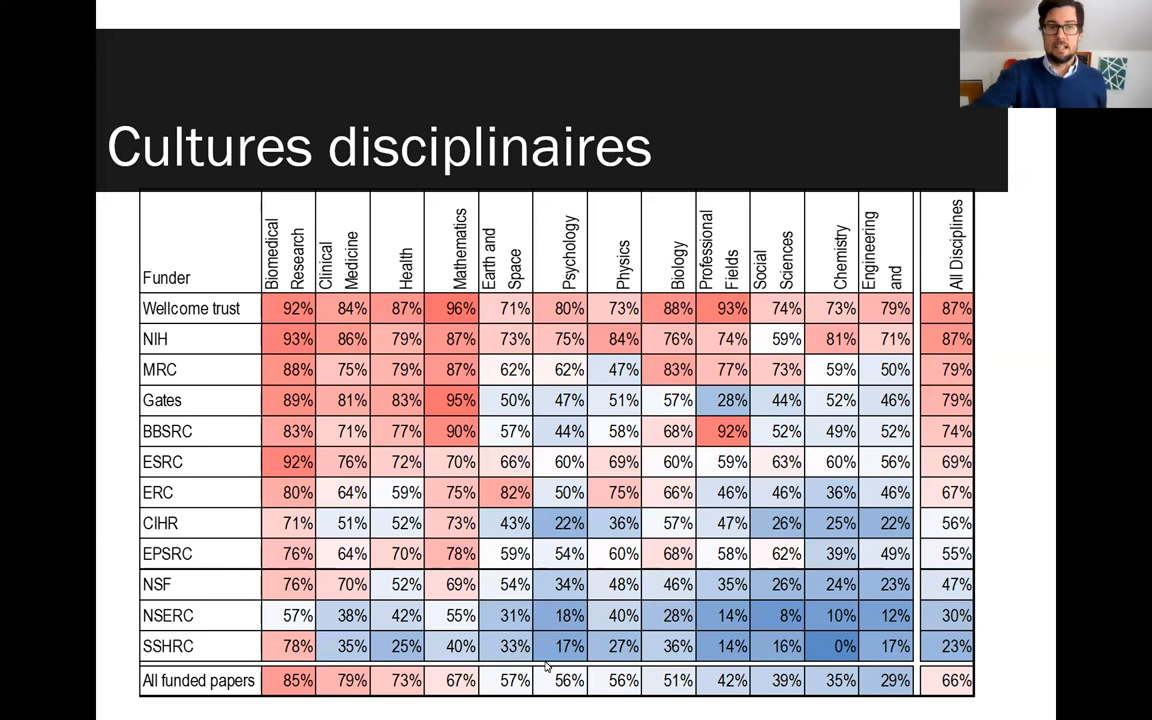 Cultures disciplinaires
Funder Biomedical Research Clinical Medicine Health Mathematics Earth and Space Psychology Physics Biology Professional Fields Social Sciences Chemistry Engineering and All Disciplines
Wellcome trust 92% 84% 87% 96% 71% 80% 73% 88% 93% 74% 73% 79% 87%
NIH 93% 86% 79% 87% 73% 75% 84% 76% 74% 59% 81% 71% 87%
MRC 88% 75% 79% 87% 62% 62% 47% 83% 77% 73% 59% 50% 79%
Gates 89% 81% 83% 95% 50% 47% 51% 57% 28% 44% 52% 46% 79%
BBSRC 83% 71% 77% 90% 57% 44% 58% 68% 92% 52% 49% 52% 74%
ESRC 92% 76% 72% 70% 66% 60% 69% 60% 59% 63% 60% 56% 69%
ERC 80% 64% 59% 75% 82% 50% 75% 66% 46% 46% 36% 46% 67%
CIHR 71% 51% 52% 73% 43% 22% 36% 57% 47% 26% 25% 22% 56%
EPSRC 76% 64% 70% 78% 59% 54% 60% 68% 58% 62% 39% 49% 55%
NSF 76% 70% 52% 69% 54% 34% 48% 46% 35% 26% 24% 23% 47%
NSERC 57% 38% 42% 55% 31% 18% 40% 28% 14% 8% 10% 12% 30%
SSHRC 78% 35% 25% 40% 33% 17% 27% 36% 14% 16% 0% 17% 23%
All funded papers 85% 79% 73% 67% 57% 56% 56% 51% 42% 39% 35% 29% 66%